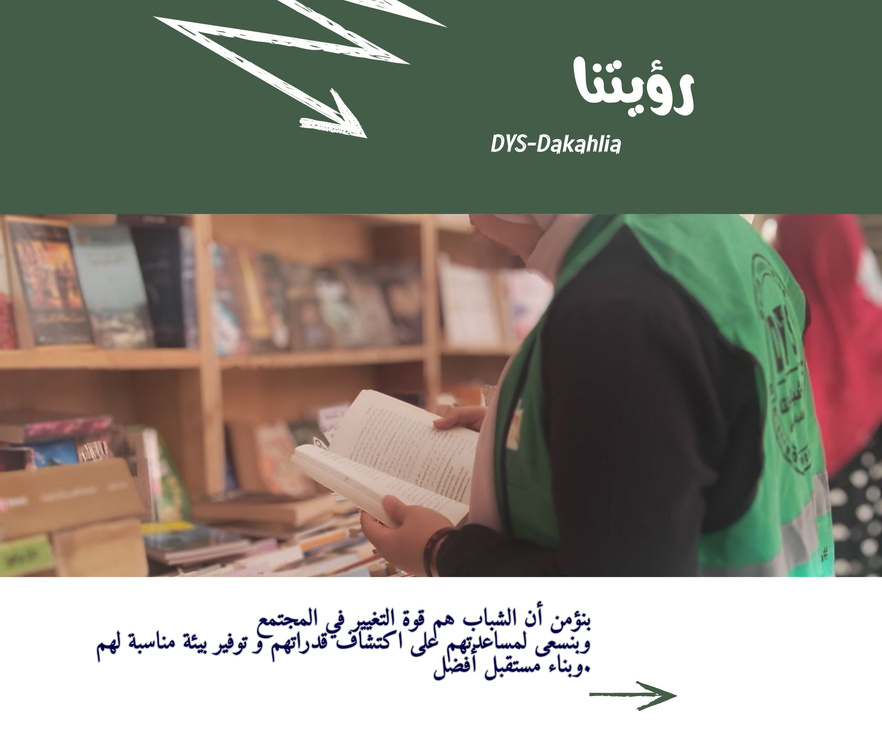 رؤيتنا
DYS-Dakahlia
DYS
بنؤمن أن الشباب هم قوة التغيير في المجتمع
وبنسعى لمساعدتهم على اكتشاف قدراتهم و توفير بيئة مناسبة لهم
.وبناء مستقبل أفضل